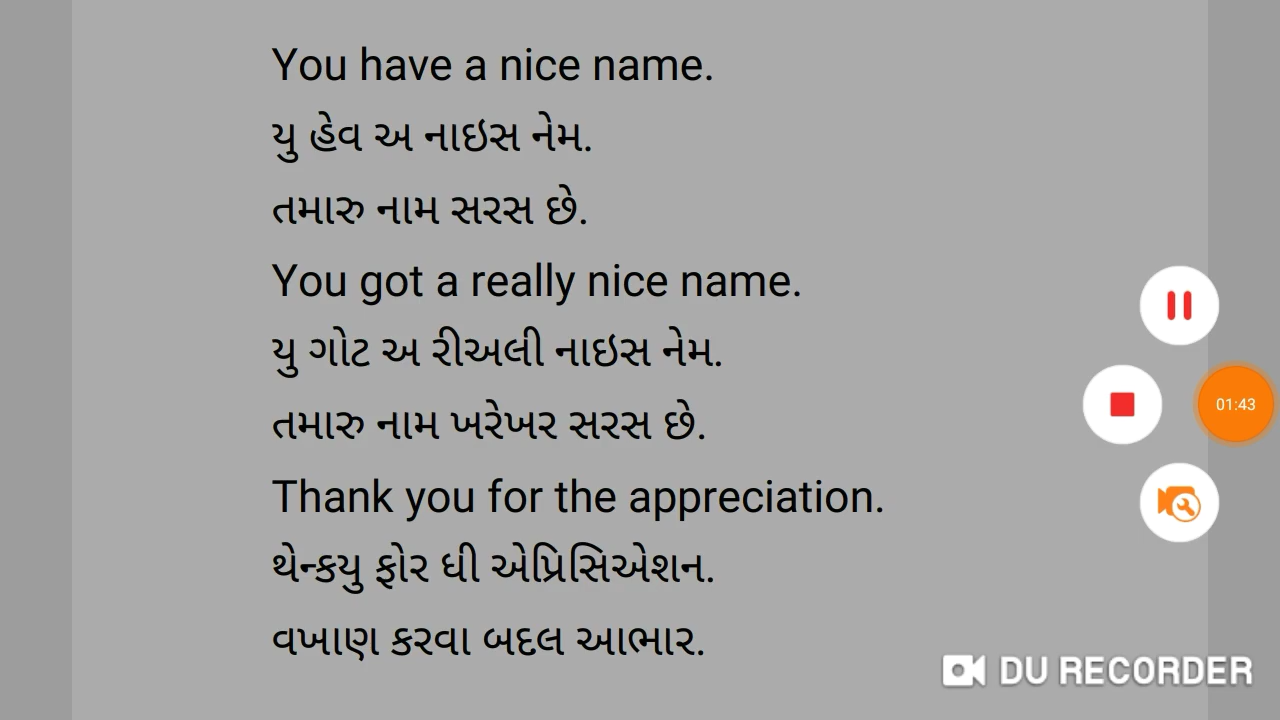 You have a nice name.
યુ હેવ અ નાઇસ નેમ.
તમારુ નામ સરસ છે.
You got a really nice name.
યુ ગોટ અ રીઅલી નાઇસ નેમ.
તમારુ નામ ખરેખર સરસ છે.
Thank you for the appreciation.
થેન્કયુ ફોર ધી એપ્રિસિએશન.
વખાણ કરવા બદલ આભાર.
01:43
DU RECORDER